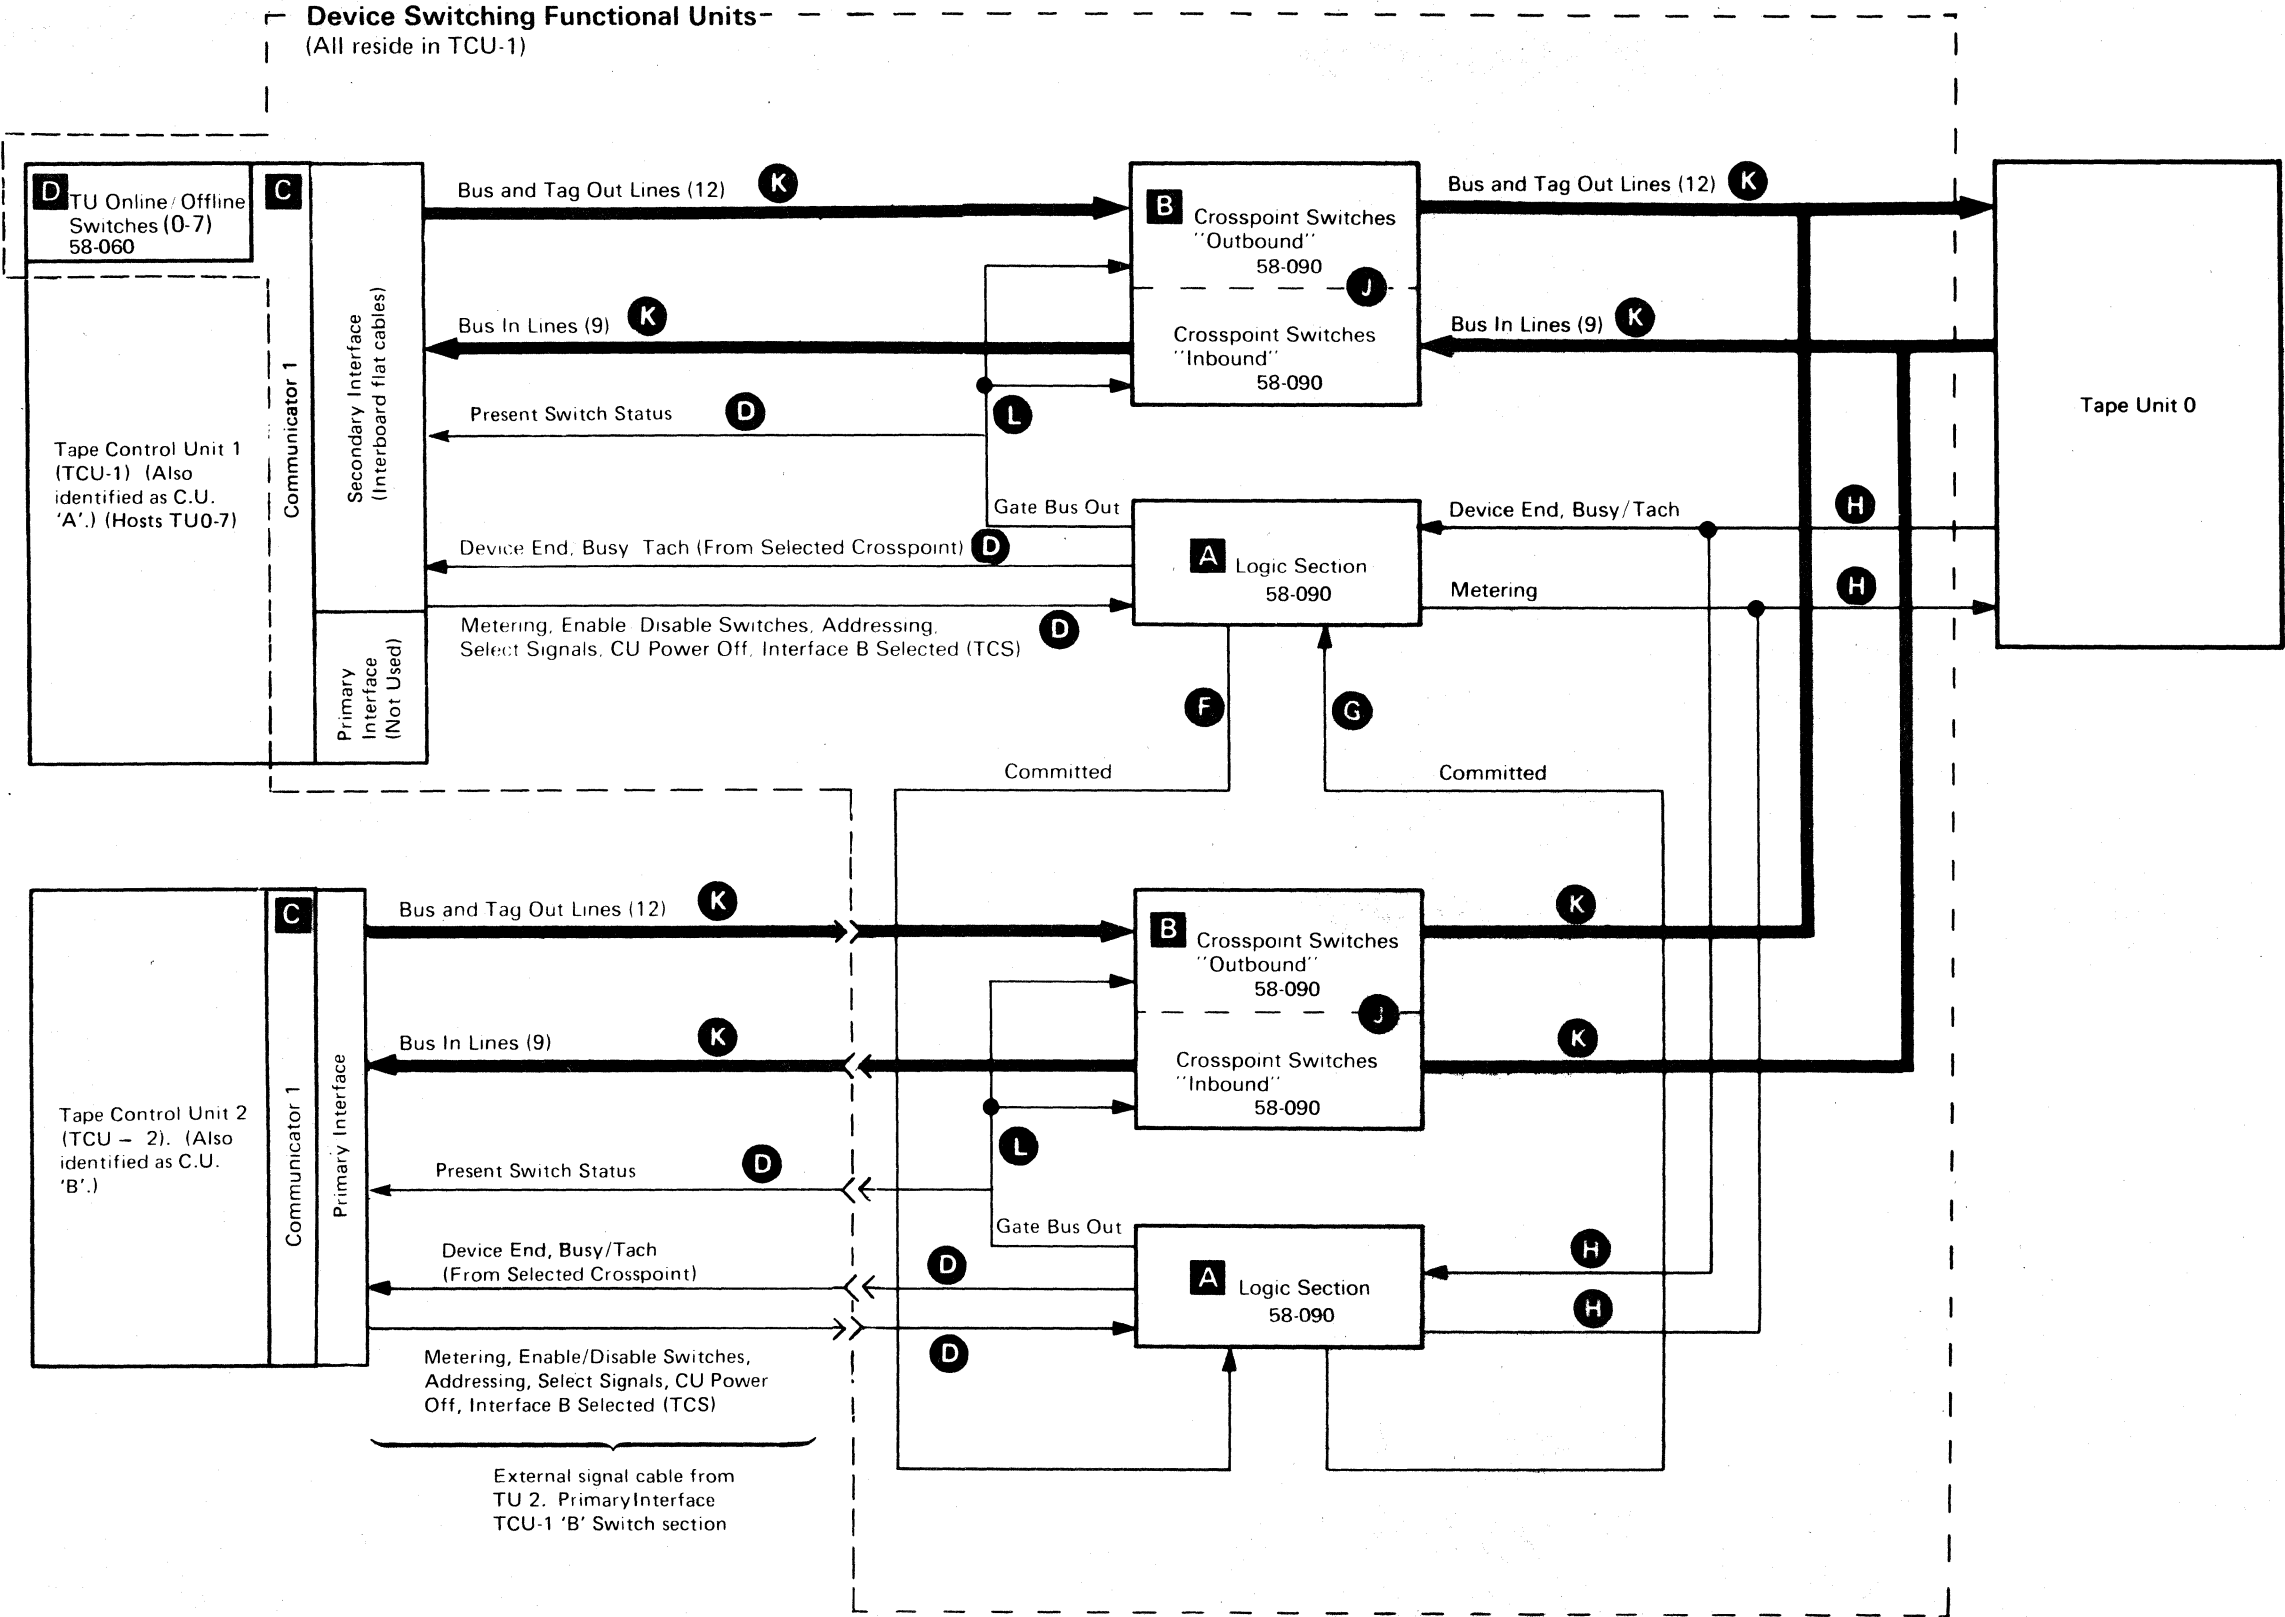 Device Switching Functional Units
(All reside in TCU-1)
D TU Online/Offline
Switches (0-7)
58-060
C
Tape Control Unit 1
(TCU-1) (Also
identified as C.U.
'A'.) (Hosts TU0-7)
Communicator 1
Secondary Interface
(Interboard flat cables)
Primary
Interface
(Not Used)
Bus and Tag Out Lines (12) K
Bus In Lines (9) K
Present Switch Status D
L
Gate Bus Out
Device End, Busy Tach (From Selected Crosspoint) D
Metering, Enable Disable Switches, Addressing,
Select Signals, CU Power Off, Interface B Selected (TCS)
D
B Crosspoint Switches
"Outbound"
58-090
J
Crosspoint Switches
"Inbound"
58-090
A Logic Section
58-090
Bus and Tag Out Lines (12) K
Bus In Lines (9) K
Device End, Busy/Tach H
Metering H
Tape Unit 0
F
G
Committed
Committed
Tape Control Unit 2
(TCU – 2). (Also
identified as C.U.
'B'.)
C
Communicator 1
Primary Interface
Bus and Tag Out Lines (12) K
Bus In Lines (9) K
Present Switch Status D
L
Gate Bus Out
Device End, Busy/Tach
(From Selected Crosspoint)
D
D
Metering, Enable/Disable Switches,
Addressing, Select Signals, CU Power
Off, Interface B Selected (TCS)
External signal cable from
TU 2. PrimaryInterface
TCU-1 'B' Switch section
B Crosspoint Switches
"Outbound"
58-090
J
Crosspoint Switches
"Inbound"
58-090
A Logic Section
58-090
K
K
H
H